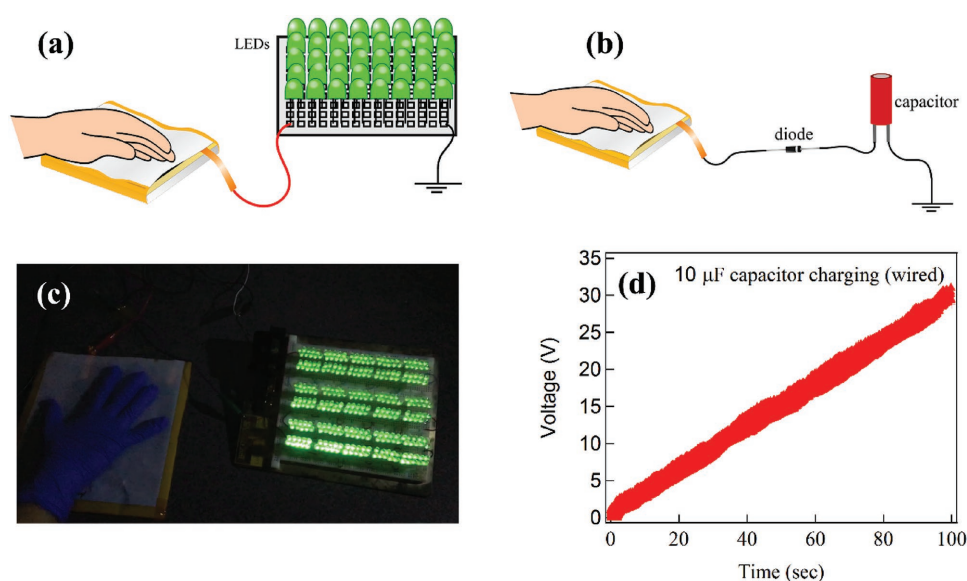 (a)
LEDs
(b)
diode
capacitor
(c)
(d)
10 µF capacitor charging (wired)
Voltage (V)
35
30
25
20
15
10
5
0
0 20 40 60 80 100
Time (sec)